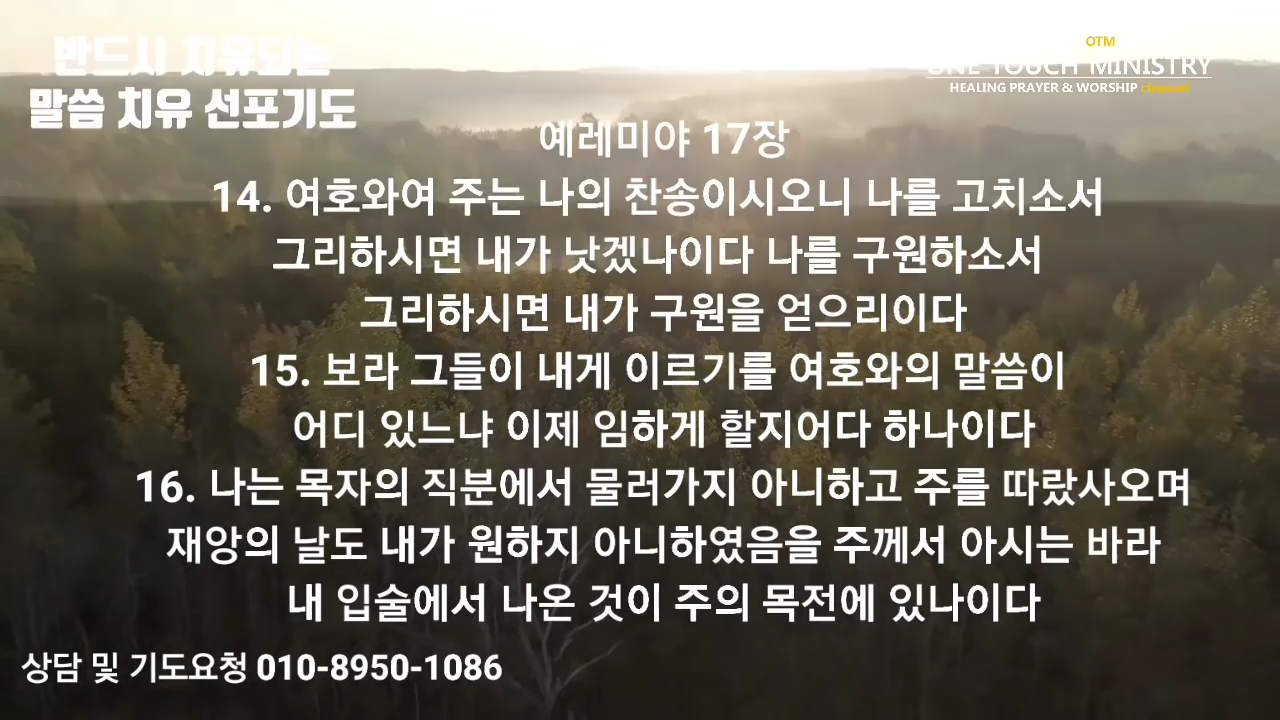 반드시 치유되는
말씀 치유 선포기도
OTM
ONE TOUCH MINISTRY
HEALING PRAYER & WORSHIP channel
예레미야 17장
14. 여호와여 주는 나의 찬송이시오니 나를 고치소서
그리하시면 내가 낫겠나이다 나를 구원하소서
그리하시면 내가 구원을 얻으리이다
15. 보라 그들이 내게 이르기를 여호와의 말씀이
어디 있느냐 이제 임하게 할지어다 하나이다
16. 나는 목자의 직분에서 물러가지 아니하고 주를 따랐사오며
재앙의 날도 내가 원하지 아니하였음을 주께서 아시는 바라
내 입술에서 나온 것이 주의 목전에 있나이다
상담 및 기도요청 010-8950-1086